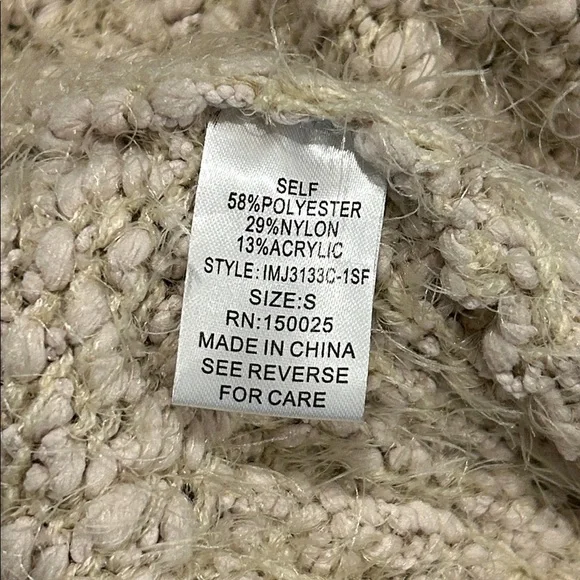 SELF
58%POLYESTER
29%NYLON
13%ACRYLIC
STYLE: IMJ3133C-1SF
SIZE:S
RN:150025
MADE IN CHINA
SEE REVERSE
FOR CARE